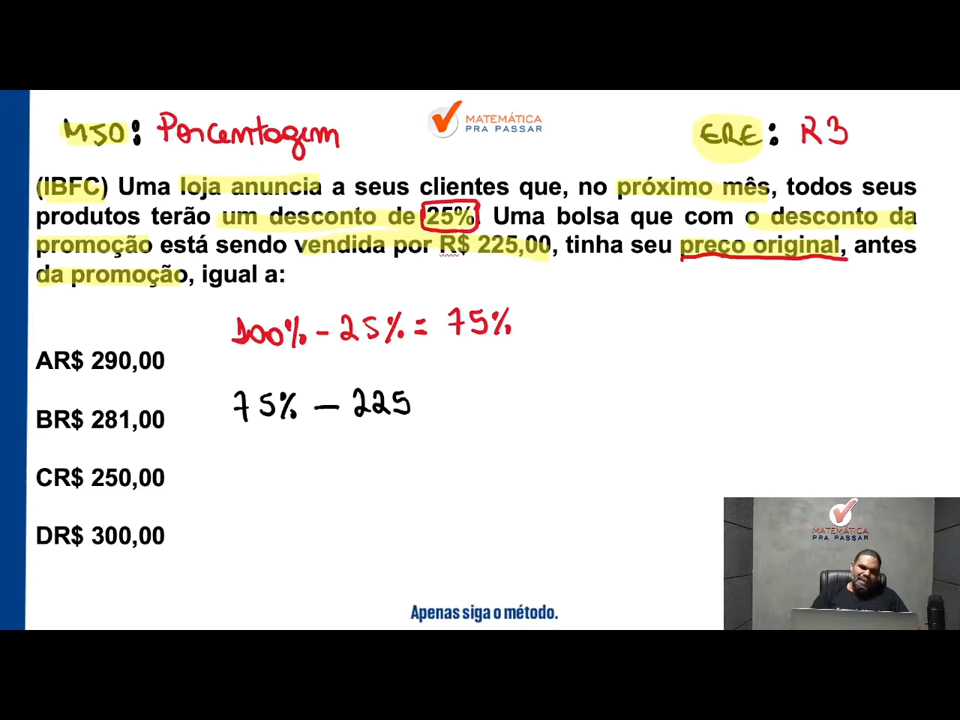 MJO: Porcentagem
MATEMÁTICA
PRA PASSAR
ERE: R3
(IBFC) Uma loja anuncia a seus clientes que, no próximo mês, todos seus
produtos terão um desconto de 25%. Uma bolsa que com o desconto da
promoção está sendo vendida por R$ 225,00, tinha seu preço original, antes
da promoção, igual a:
100% - 25% = 75%
AR$ 290,00
75% - 225
BR$ 281,00
CR$ 250,00
DR$ 300,00
MATEMÁTICA
PRA PASSAR
Apenas siga o método.